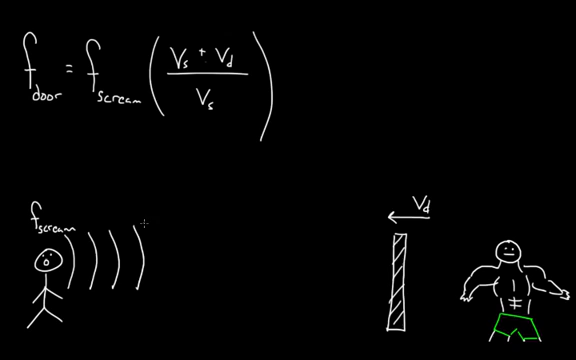 f_door = f_scream ( (V_s + V_d) / V_s )
V_d
f_scream